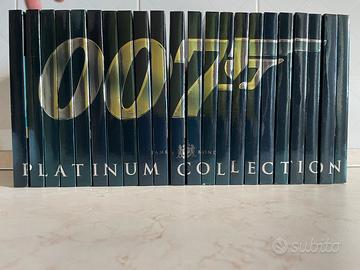 007
JAMES BOND
PLATINUM COLLECTION
subito